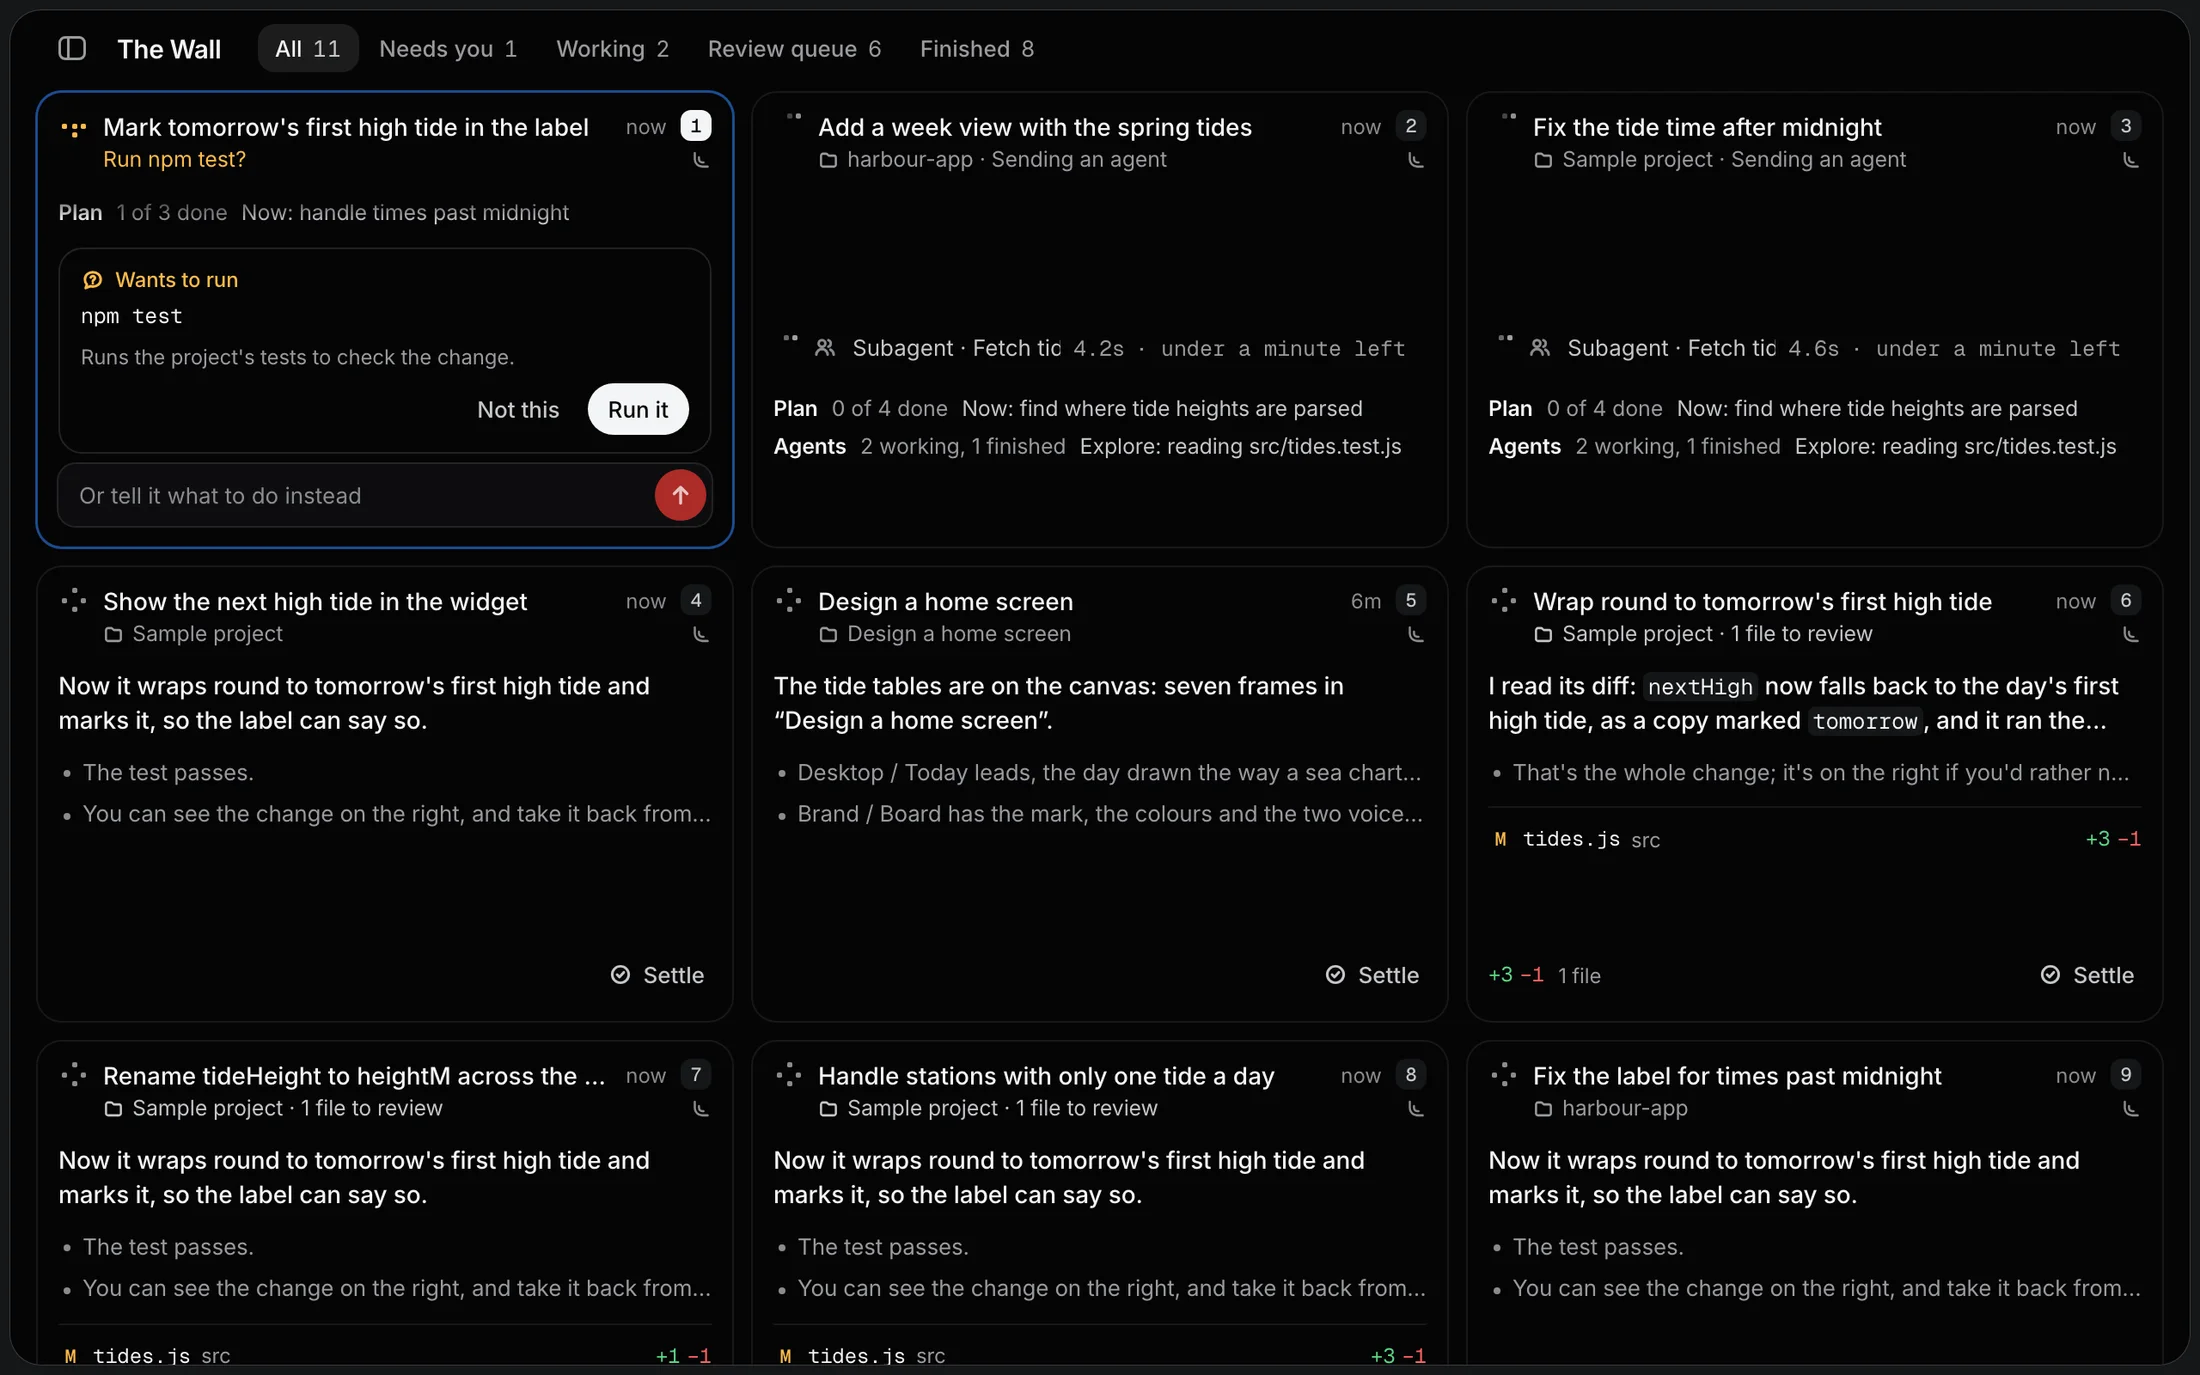 The Wall
All 11
Needs you 1
Working 2
Review queue 6
Finished 8
Mark tomorrow's first high tide in the label now 1
Run npm test?
Plan 1 of 3 done Now: handle times past midnight
Wants to run
npm test
Runs the project's tests to check the change.
Not this
Run it
Or tell it what to do instead
Add a week view with the spring tides now 2
harbour-app · Sending an agent
Subagent · Fetch tid 4.2s · under a minute left
Plan 0 of 4 done Now: find where tide heights are parsed
Agents 2 working, 1 finished Explore: reading src/tides.test.js
Fix the tide time after midnight now 3
Sample project · Sending an agent
Subagent · Fetch tid 4.6s · under a minute left
Plan 0 of 4 done Now: find where tide heights are parsed
Agents 2 working, 1 finished Explore: reading src/tides.test.js
Show the next high tide in the widget now 4
Sample project
Now it wraps round to tomorrow's first high tide and
marks it, so the label can say so.
• The test passes.
• You can see the change on the right, and take it back from...
Settle
Design a home screen 6m 5
Design a home screen
The tide tables are on the canvas: seven frames in
“Design a home screen”.
• Desktop / Today leads, the day drawn the way a sea chart...
• Brand / Board has the mark, the colours and the two voice...
Settle
Wrap round to tomorrow's first high tide now 6
Sample project · 1 file to review
I read its diff: nextHigh now falls back to the day's first
high tide, as a copy marked tomorrow, and it ran the...
• That's the whole change; it's on the right if you'd rather n...
M tides.js src +3 −1
+3 −1 1 file
Settle
Rename tideHeight to heightM across the ... now 7
Sample project · 1 file to review
Now it wraps round to tomorrow's first high tide and
marks it, so the label can say so.
• The test passes.
• You can see the change on the right, and take it back from...
M tides.js src +1 −1
Handle stations with only one tide a day now 8
Sample project · 1 file to review
Now it wraps round to tomorrow's first high tide and
marks it, so the label can say so.
• The test passes.
• You can see the change on the right, and take it back from...
M tides.js src +3 −1
Fix the label for times past midnight now 9
harbour-app
Now it wraps round to tomorrow's first high tide and
marks it, so the label can say so.
• The test passes.
• You can see the change on the right, and take it back from...